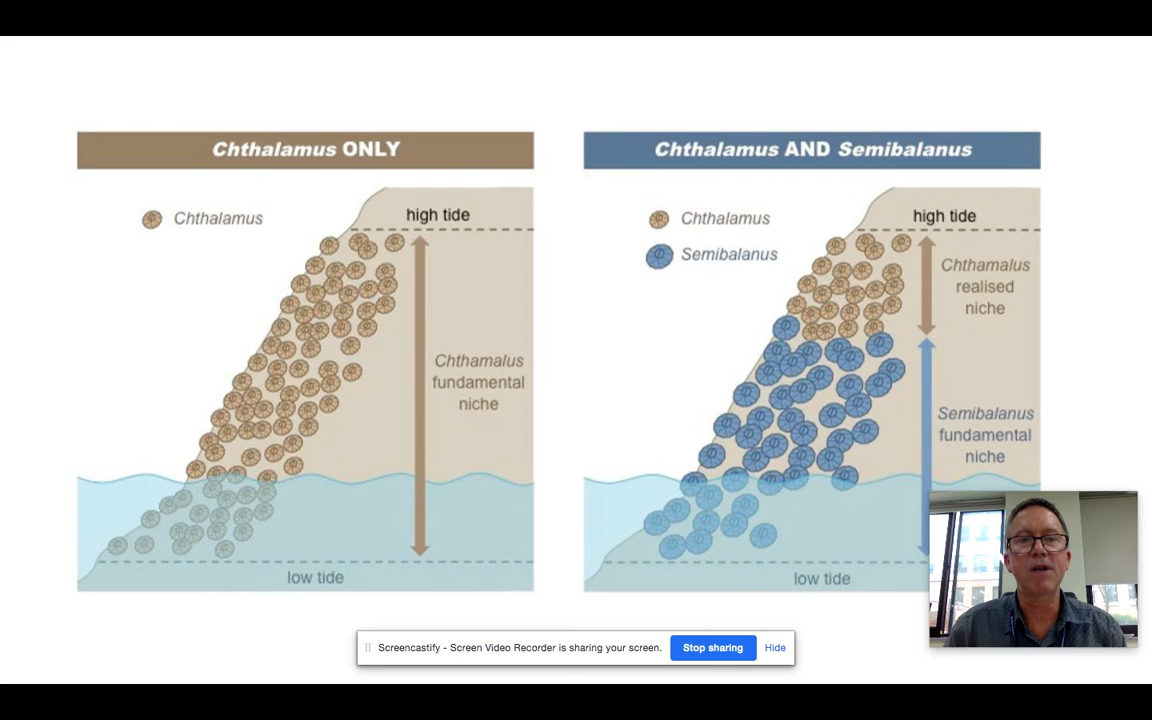 Chthalamus ONLY
Chthalamus
high tide
Chthamalus
fundamental
niche
low tide
Chthalamus AND Semibalanus
Chthalamus
Semibalanus
high tide
Chthamalus
realised
niche
Semibalanus
fundamental
niche
low tide
Screencastify - Screen Video Recorder is sharing your screen.
Stop sharing
Hide